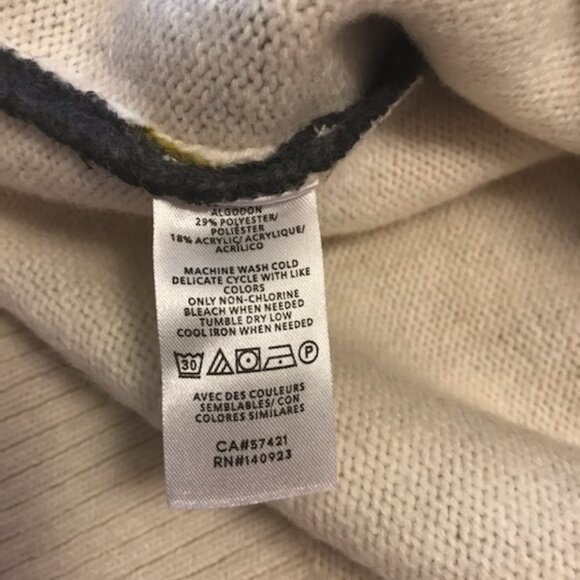 ALGODON
29% POLYESTER/
POLIÉSTER
18% ACRYLIC/ ACRYLIQUE/
ACRÍLICO
MACHINE WASH COLD
DELICATE CYCLE WITH LIKE
COLORS
ONLY NON-CHLORINE
BLEACH WHEN NEEDED
TUMBLE DRY LOW
COOL IRON WHEN NEEDED
30 P
AVEC DES COULEURS
SEMBLABLES/ CON
COLORES SIMILARES
CA#57421
RN#140923